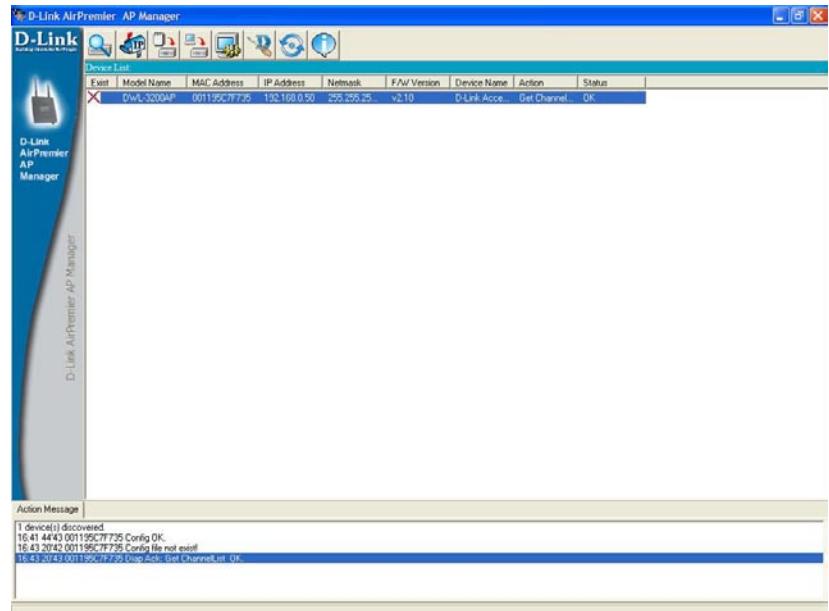 D-Link AirPremier AP Manager
D-Link
Building Networks for People
Device List:
Exist Model Name MAC Address IP Address Netmask F/W Version Device Name Action Status
DWL-3200AP 001195C7F735 192.168.0.50 255.255.25... v2.10 D-Link Acce... Get Channel... OK
D-Link
AirPremier
AP
Manager
D-Link AirPremier AP Manager
Action Message
1 device(s) discovered.
16:41 44'43 001195C7F735 Config OK.
16:43 20'42 001195C7F735 Config file not exist!
16:43 20'43 001195C7F735 Diap Ack: Get ChannelList OK.